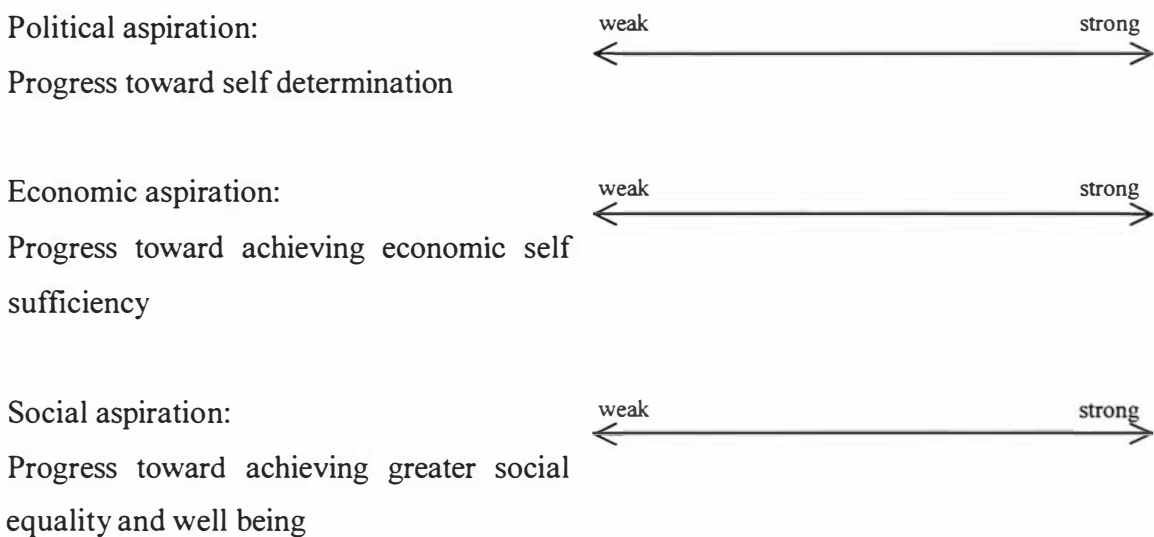 Political aspiration:
weak strong
Progress toward self determination
Economic aspiration:
weak strong
Progress toward achieving economic self
sufficiency
Social aspiration:
weak strong
Progress toward achieving greater social
equality and well being